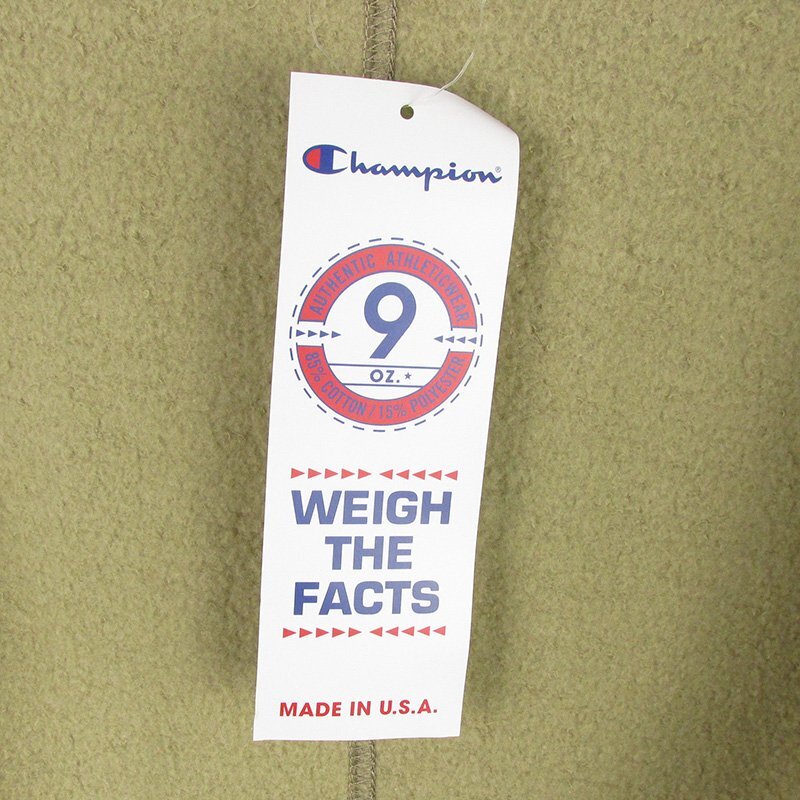 Champion®
AUTHENTIC ATHLETICWEAR
9
OZ.*
85% COTTON/15% POLYESTER
WEIGH
THE
FACTS
MADE IN U.S.A.